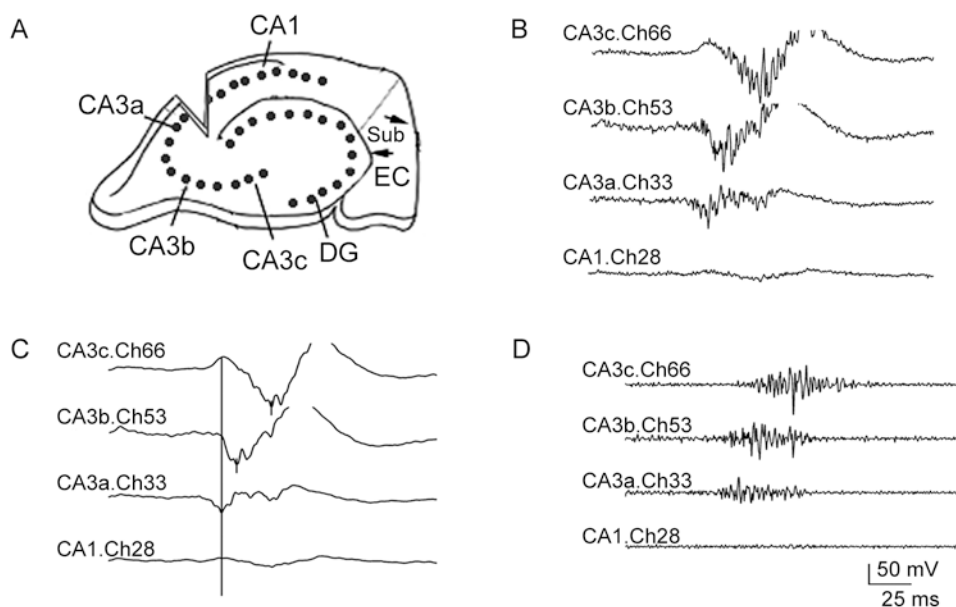 A
CA1
CA3a
Sub
EC
CA3b
CA3c
DG
B
CA3c.Ch66
CA3b.Ch53
CA3a.Ch33
CA1.Ch28
C
CA3c.Ch66
CA3b.Ch53
CA3a.Ch33
CA1.Ch28
D
CA3c.Ch66
CA3b.Ch53
CA3a.Ch33
CA1.Ch28
50 mV
25 ms